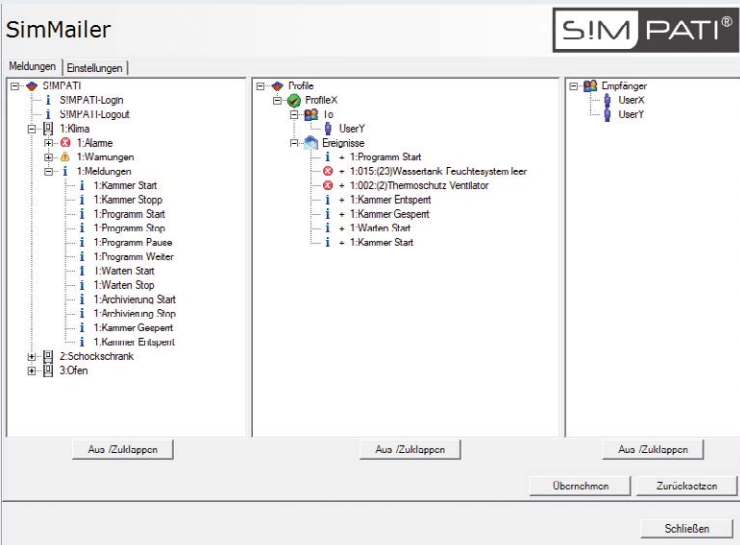 SimMailer
S!MPATI®
Meldungen
Einstellungen
S!MPATI
S!MPATI-Login
S!MPATI-Logout
1:Klima
1:Alarme
1:Warnungen
1:Meldungen
1:Kammer Start
1:Kammer Stopp
1:Programm Start
1:Programm Stop
1:Programm Pause
1:Programm Weiter
1:Warten Start
1:Warten Stop
1:Archivierung Start
1:Archivierung Stop
1:Kammer Gesperrt
1:Kammer Entsperrt
2:Schockschrank
3:Ofen
Aus-/Zuklappen
Profile
ProfileX
To
UserY
Ereignisse
+ 1:Programm Start
+ 1:015:(23)Wassertank Feuchtesystem leer
+ 1:002:(2)Thermoschutz Ventilator
+ 1:Kammer Entsperrt
+ 1:Kammer Gesperrt
+ 1:Warten Start
+ 1:Kammer Start
Aus-/Zuklappen
Empfänger
UserX
UserY
Aus-/Zuklappen
Übernehmen
Zurücksetzen
Schließen